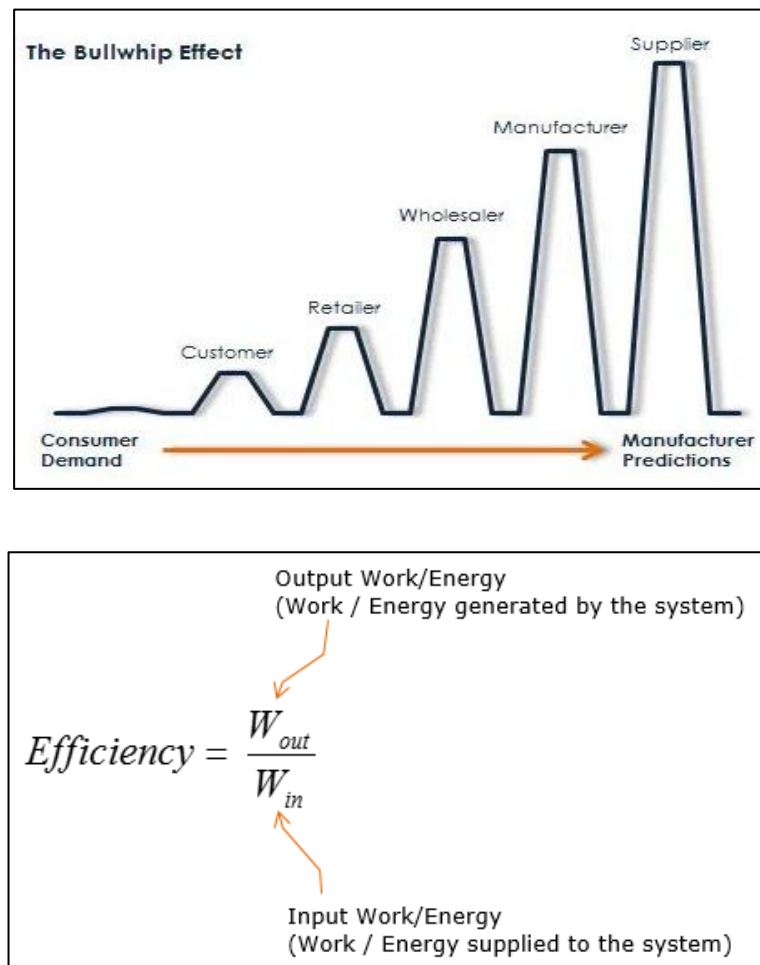 The Bullwhip Effect
Supplier
Manufacturer
Wholesaler
Retailer
Customer
Consumer
Demand
Manufacturer
Predictions
Output Work/Energy
(Work / Energy generated by the system)
Efficiency = W_out / W_in
Input Work/Energy
(Work / Energy supplied to the system)